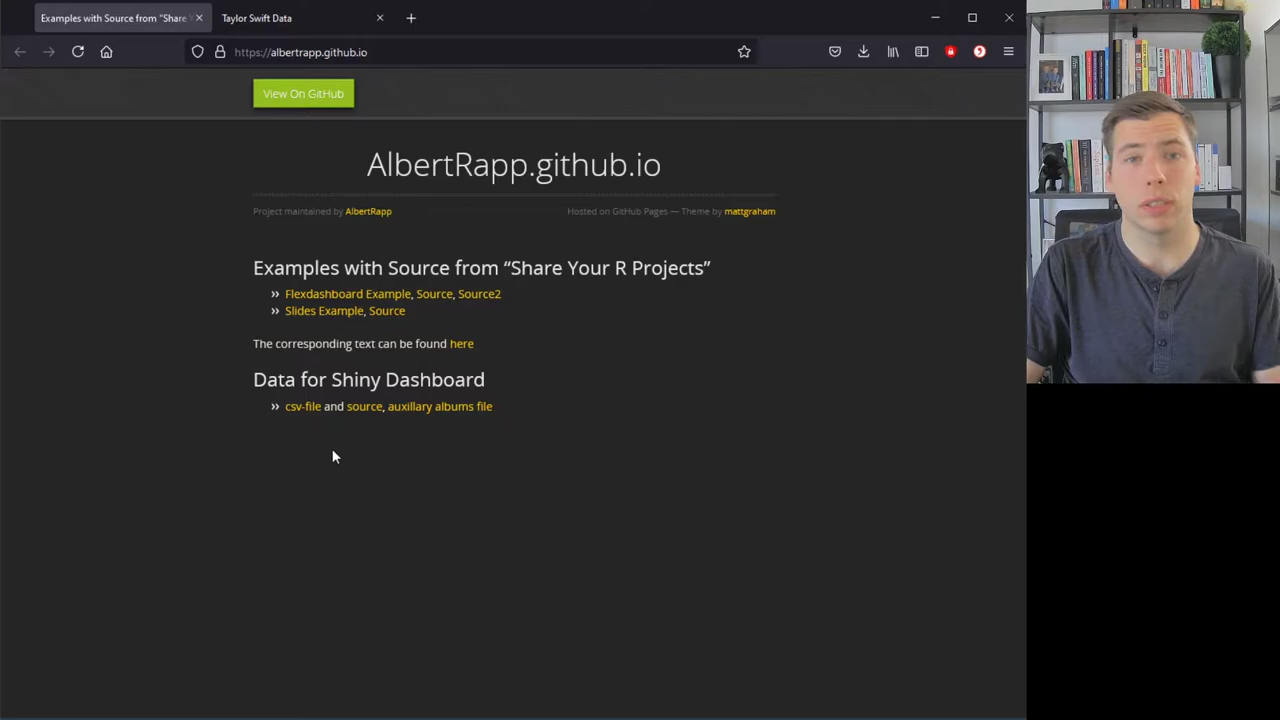 Examples with Source from "Share Y
Taylor Swift Data
https://albertrapp.github.io
View On GitHub
AlbertRapp.github.io
Project maintained by AlbertRapp
Hosted on GitHub Pages — Theme by mattgraham
Examples with Source from “Share Your R Projects”
» Flexdashboard Example, Source, Source2
» Slides Example, Source
The corresponding text can be found here
Data for Shiny Dashboard
» csv-file and source, auxillary albums file